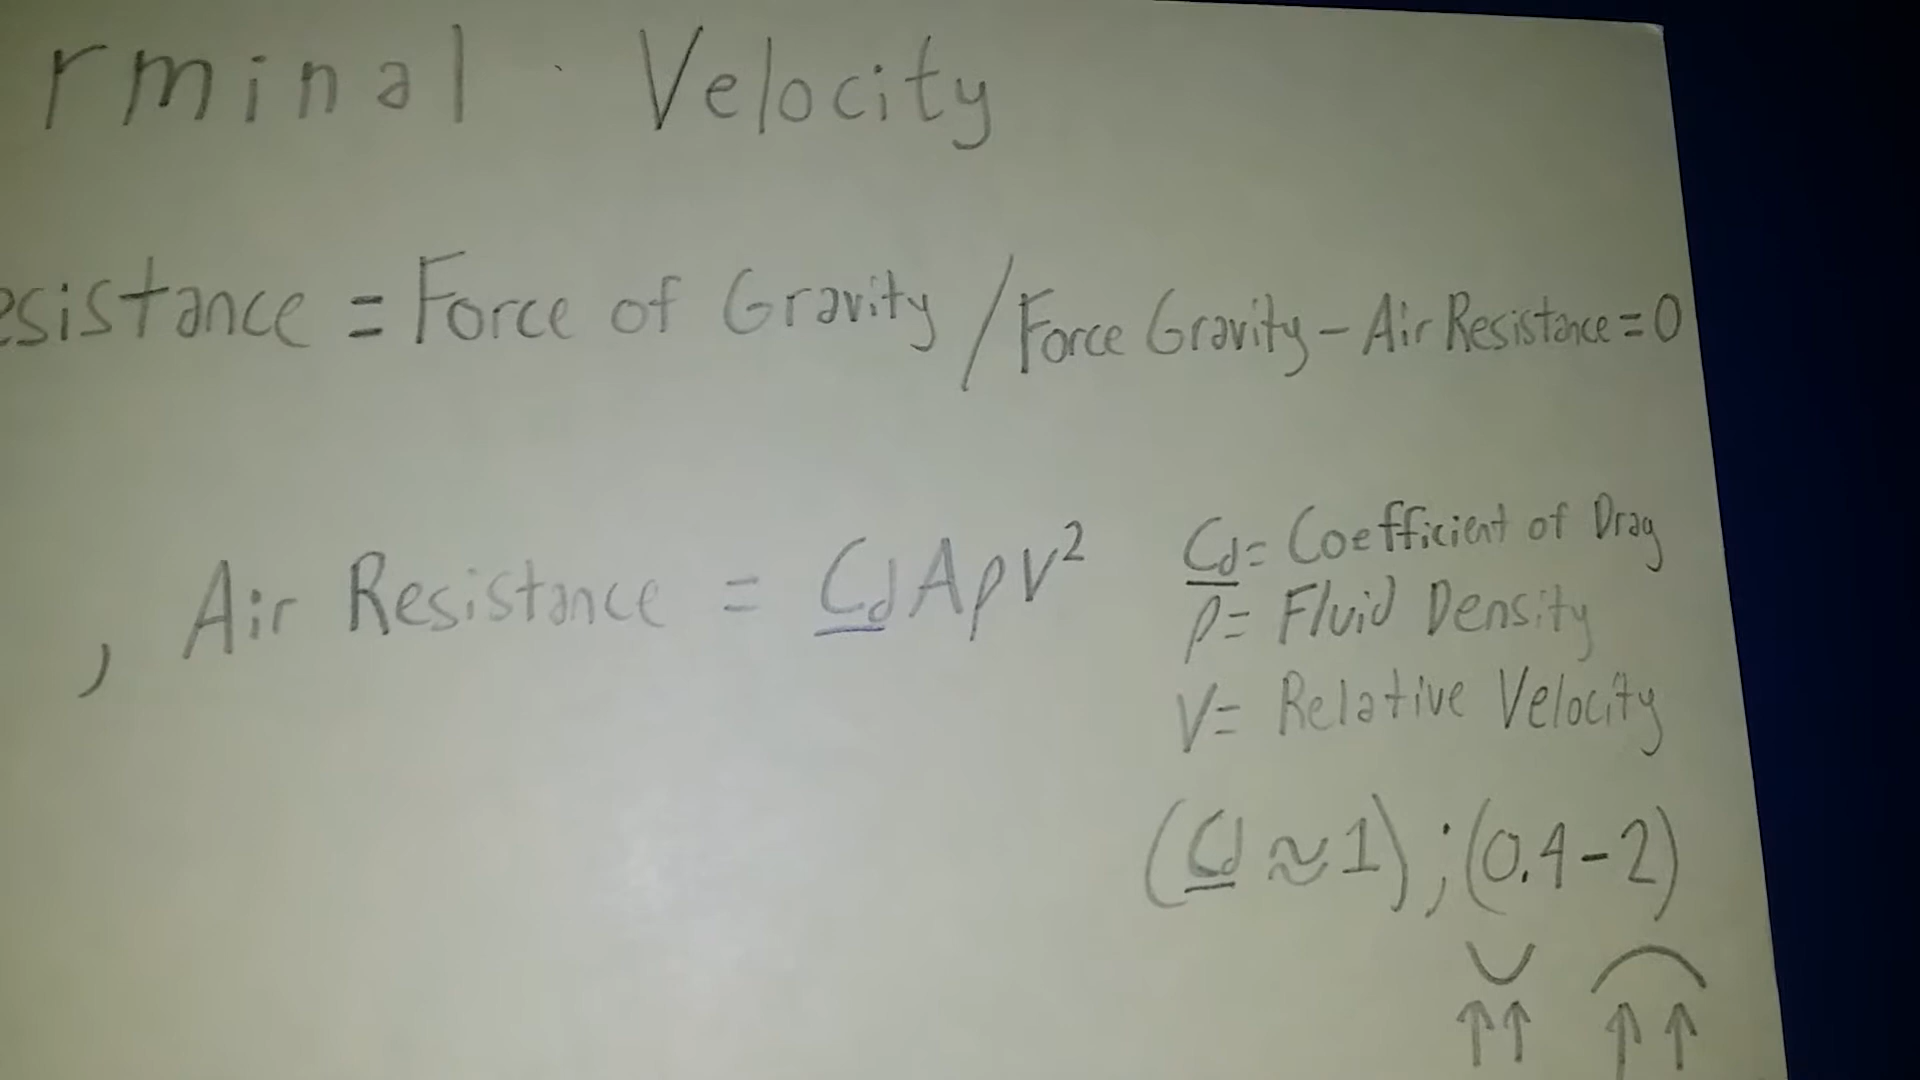 rminal Velocity
esistance = Force of Gravity / Force Gravity - Air Resistance = 0
, Air Resistance = CdApv²
Cd = Coefficient of Drag
ρ = Fluid Density
V = Relative Velocity
(Cd ≈ 1) ; (0.4 - 2)